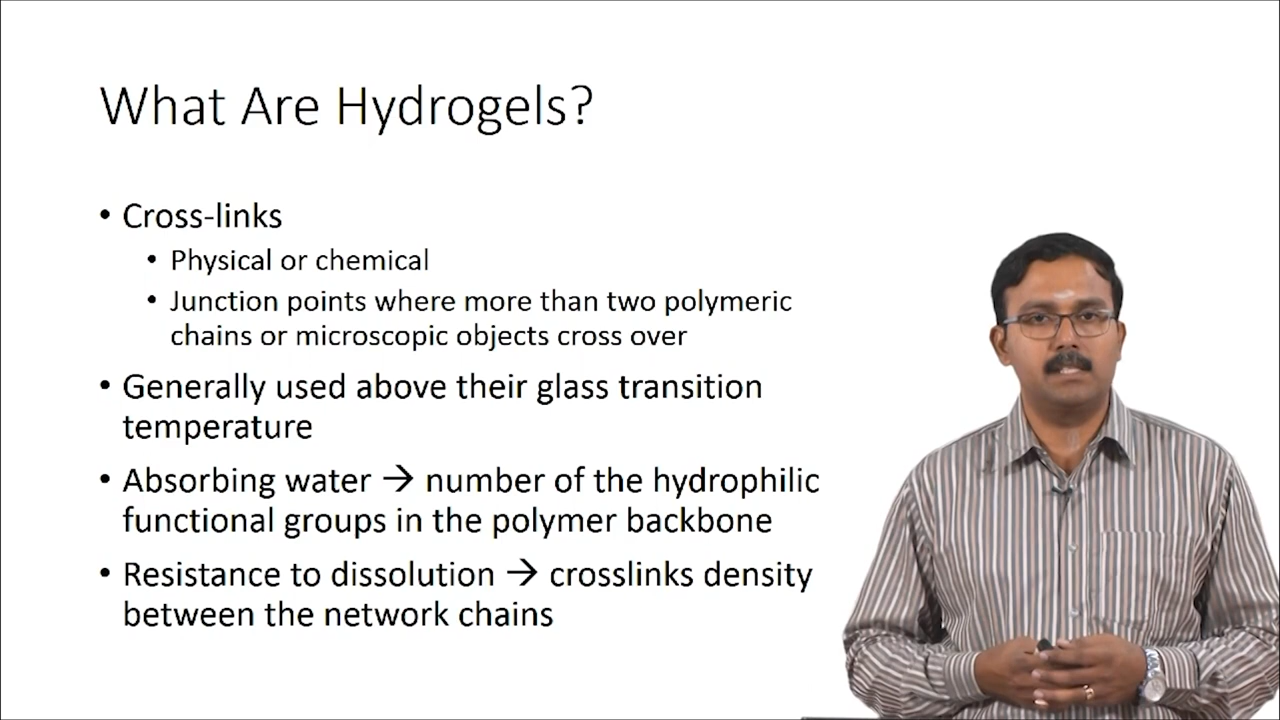 What Are Hydrogels?
• Cross-links
• Physical or chemical
• Junction points where more than two polymeric
chains or microscopic objects cross over
• Generally used above their glass transition
temperature
• Absorbing water → number of the hydrophilic
functional groups in the polymer backbone
• Resistance to dissolution → crosslinks density
between the network chains